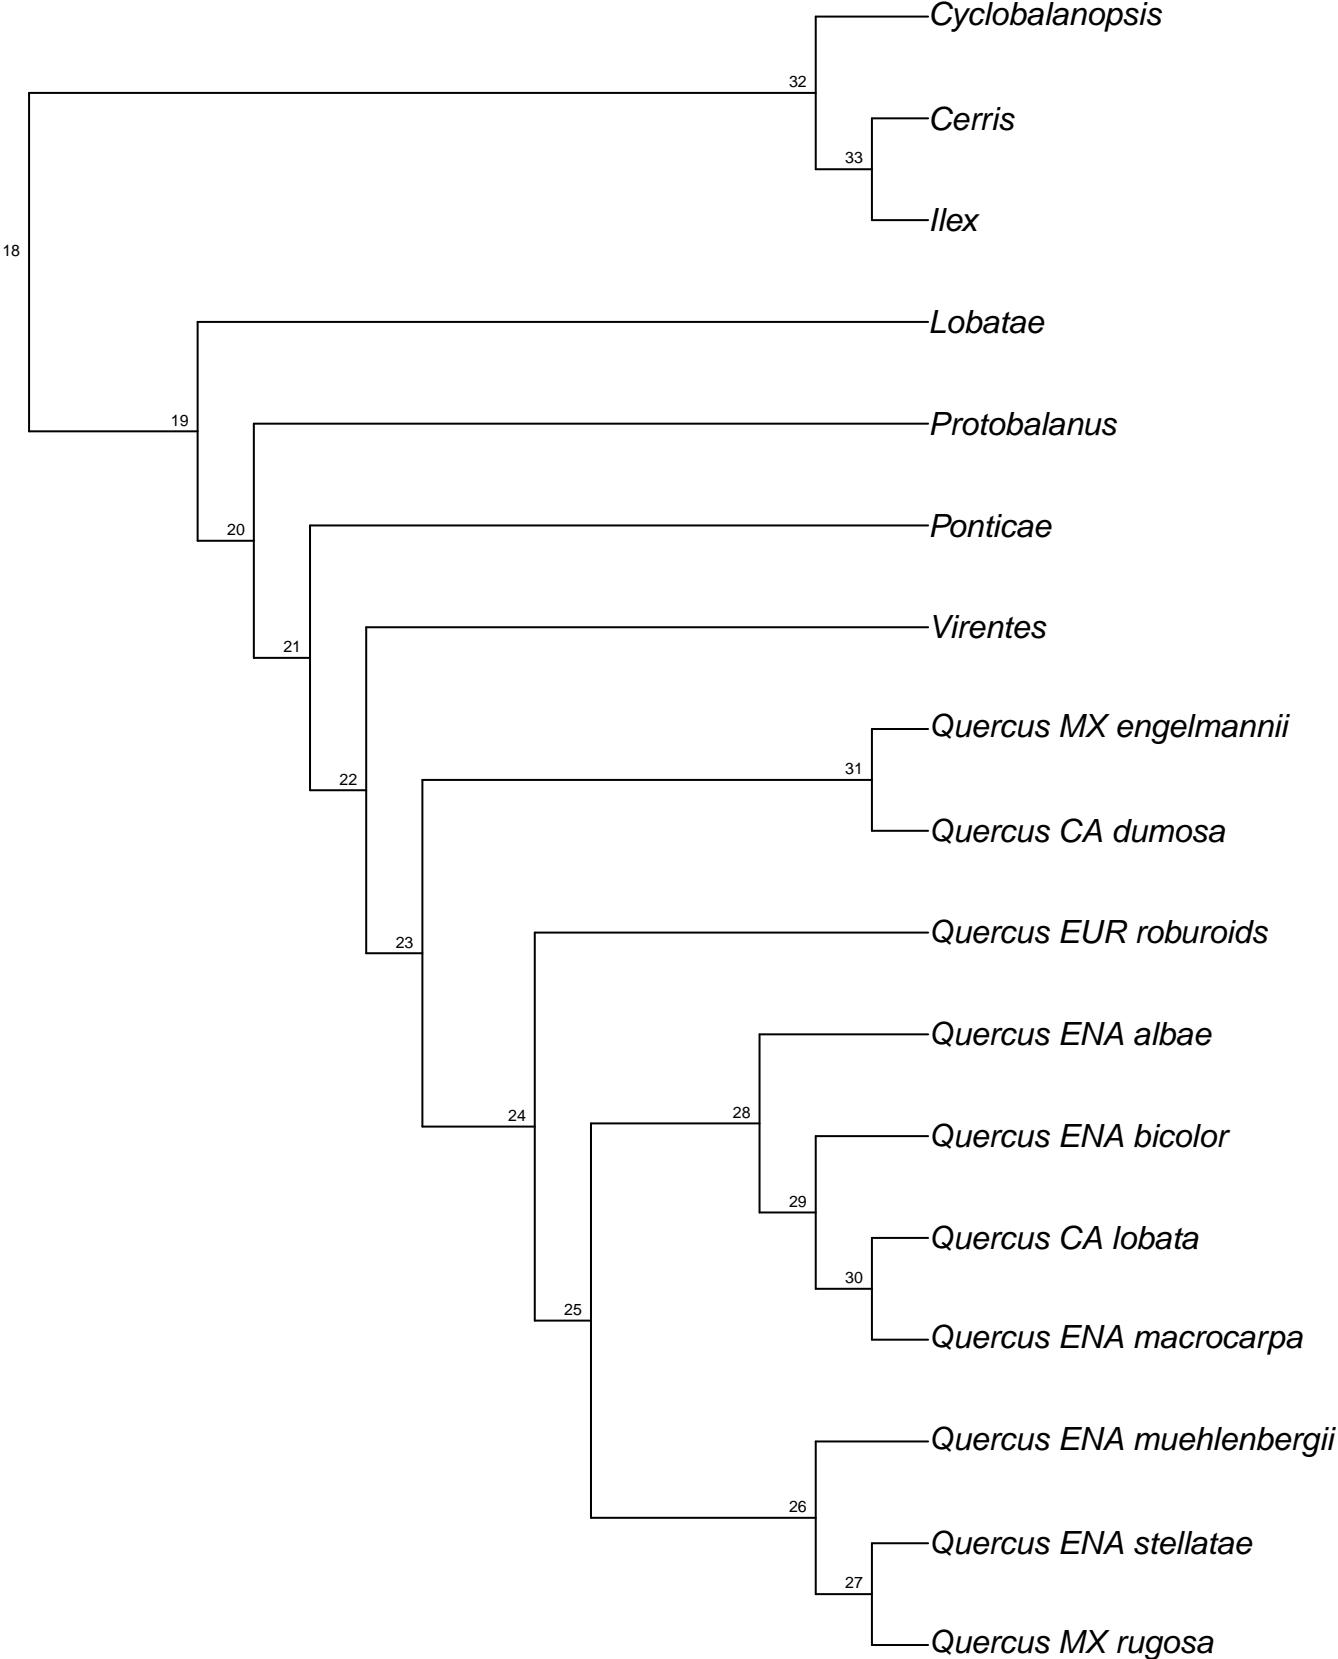 Cyclobalanopsis
32
Cerris
33
Ilex
18
Lobatae
19
Protobalanus
20
Ponticae
21
Virentes
Quercus MX engelmannii
31
22
Quercus CA dumosa
Quercus EUR roburoids
23
Quercus ENA albae
28
24
Quercus ENA bicolor
29
Quercus CA lobata
30
25
Quercus ENA macrocarpa
Quercus ENA muehlenbergii
26
Quercus ENA stellatae
27
Quercus MX rugosa